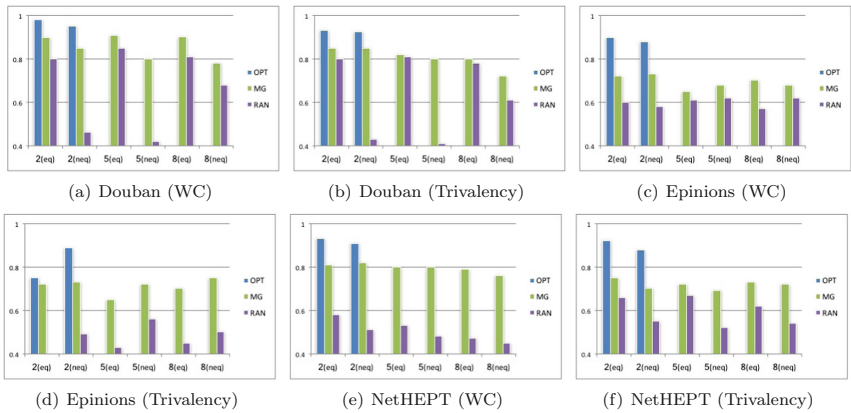 1
0.8
0.6
0.4
2(eq) 2(neq) 5(eq) 5(neq) 8(eq) 8(neq)
OPT
MG
RAN
(a) Douban (WC)
1
0.8
0.6
0.4
2(eq) 2(neq) 5(eq) 5(neq) 8(eq) 8(neq)
OPT
MG
RAN
(b) Douban (Trivalency)
1
0.8
0.6
0.4
2(eq) 2(neq) 5(eq) 5(neq) 8(eq) 8(neq)
OPT
MG
RAN
(c) Epinions (WC)
1
0.8
0.6
0.4
2(eq) 2(neq) 5(eq) 5(neq) 8(eq) 8(neq)
OPT
MG
RAN
(d) Epinions (Trivalency)
1
0.8
0.6
0.4
2(eq) 2(neq) 5(eq) 5(neq) 8(eq) 8(neq)
OPT
MG
RAN
(e) NetHEPT (WC)
1
0.8
0.6
0.4
2(eq) 2(neq) 5(eq) 5(neq) 8(eq) 8(neq)
OPT
MG
RAN
(f) NetHEPT (Trivalency)